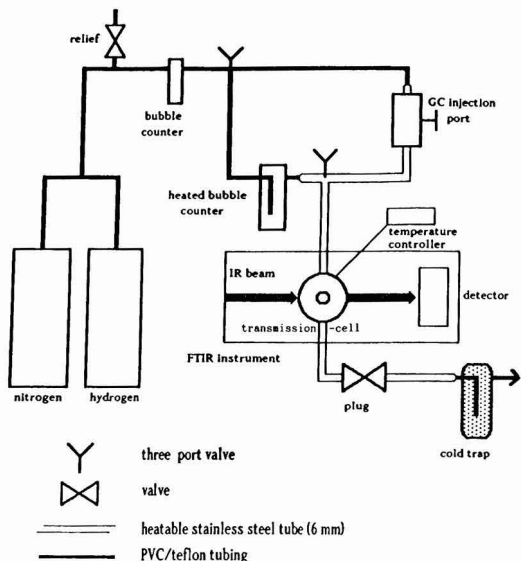 relief
bubble
counter
GC injection
port
heated bubble
counter
temperature
controller
IR beam
detector
transmission-cell
FTIR instrument
nitrogen
hydrogen
plug
cold trap
three port valve
valve
heatable stainless steel tube (6 mm)
PVC/teflon tubing